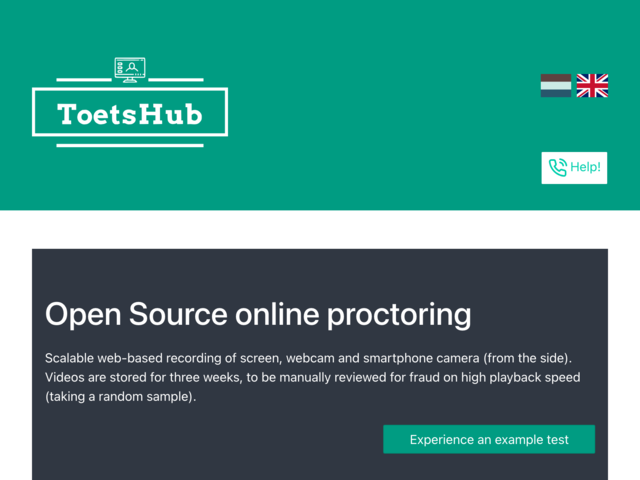 ToetsHub
Help!
Open Source online proctoring
Scalable web-based recording of screen, webcam and smartphone camera (from the side).
Videos are stored for three weeks, to be manually reviewed for fraud on high playback speed
(taking a random sample).
Experience an example test